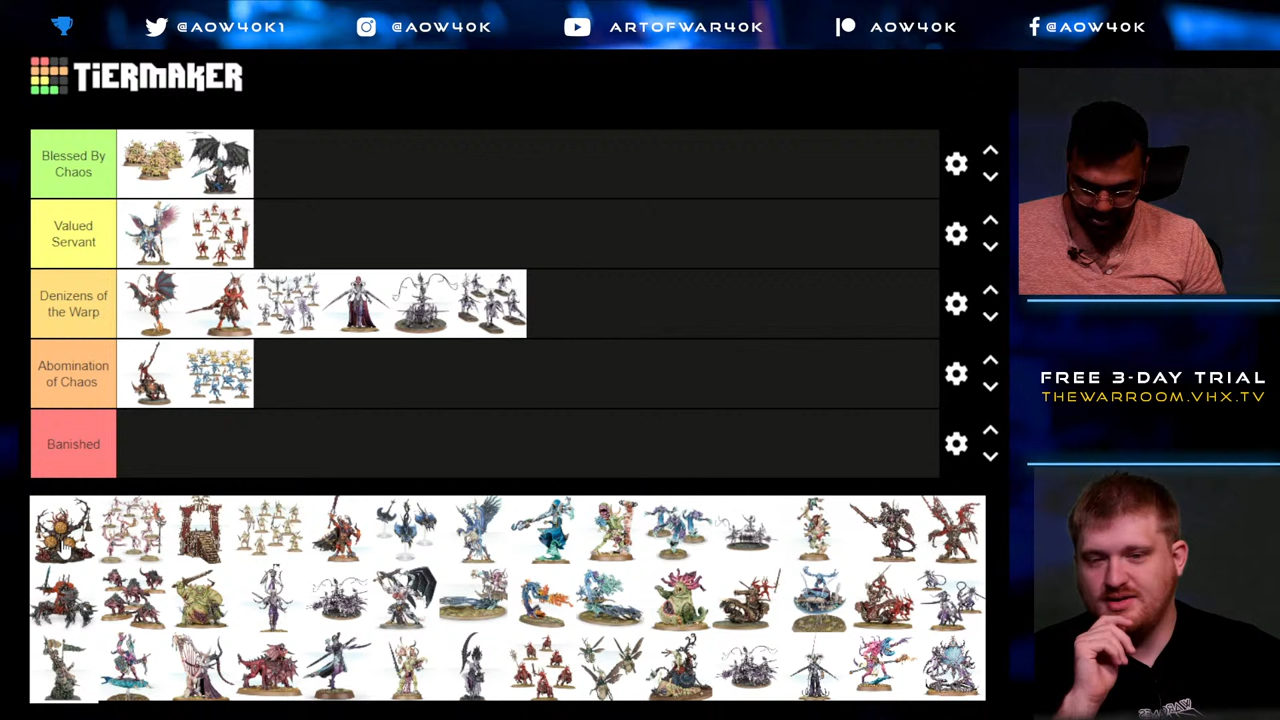 @AOW40K1 @AOW40K ARTOFWAR40K AOW40K @AOW40K
TiERMAKER
Blessed By
Chaos
Valued
Servant
Denizens of
the Warp
Abomination
of Chaos
Banished
FREE 3-DAY TRIAL
THEWARROOM.VHX.TV